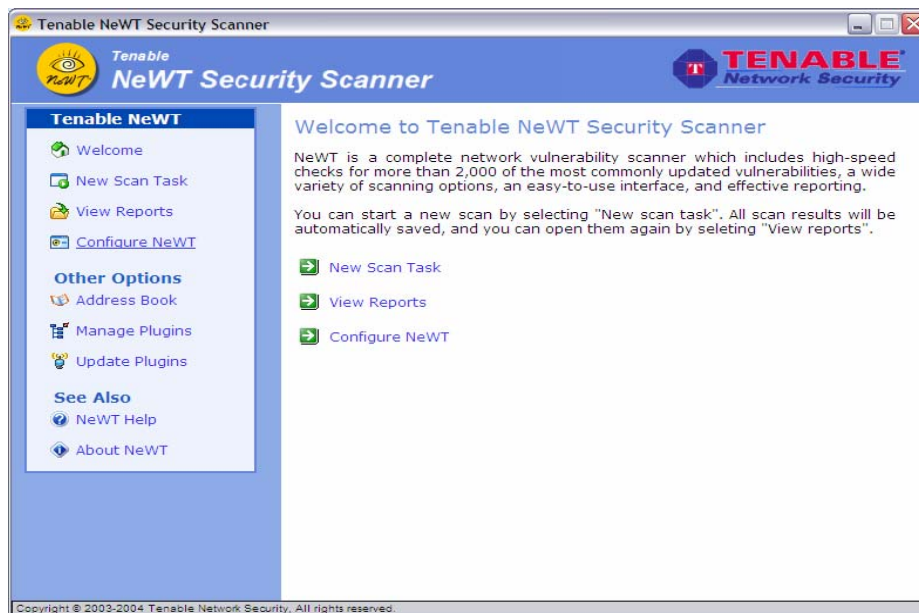 Tenable NeWT Security Scanner
NeWT
Tenable
NeWT Security Scanner
T
TENABLE
Network Security
Tenable NeWT
Welcome
New Scan Task
View Reports
Configure NeWT
Other Options
Address Book
Manage Plugins
Update Plugins
See Also
NeWT Help
About NeWT
Welcome to Tenable NeWT Security Scanner
NeWT is a complete network vulnerability scanner which includes high-speed
checks for more than 2,000 of the most commonly updated vulnerabilities, a wide
variety of scanning options, an easy-to-use interface, and effective reporting.
You can start a new scan by selecting "New scan task". All scan results will be
automatically saved, and you can open them again by seleting "View reports".
New Scan Task
View Reports
Configure NeWT
Copyright © 2003-2004 Tenable Network Security, All rights reserved.